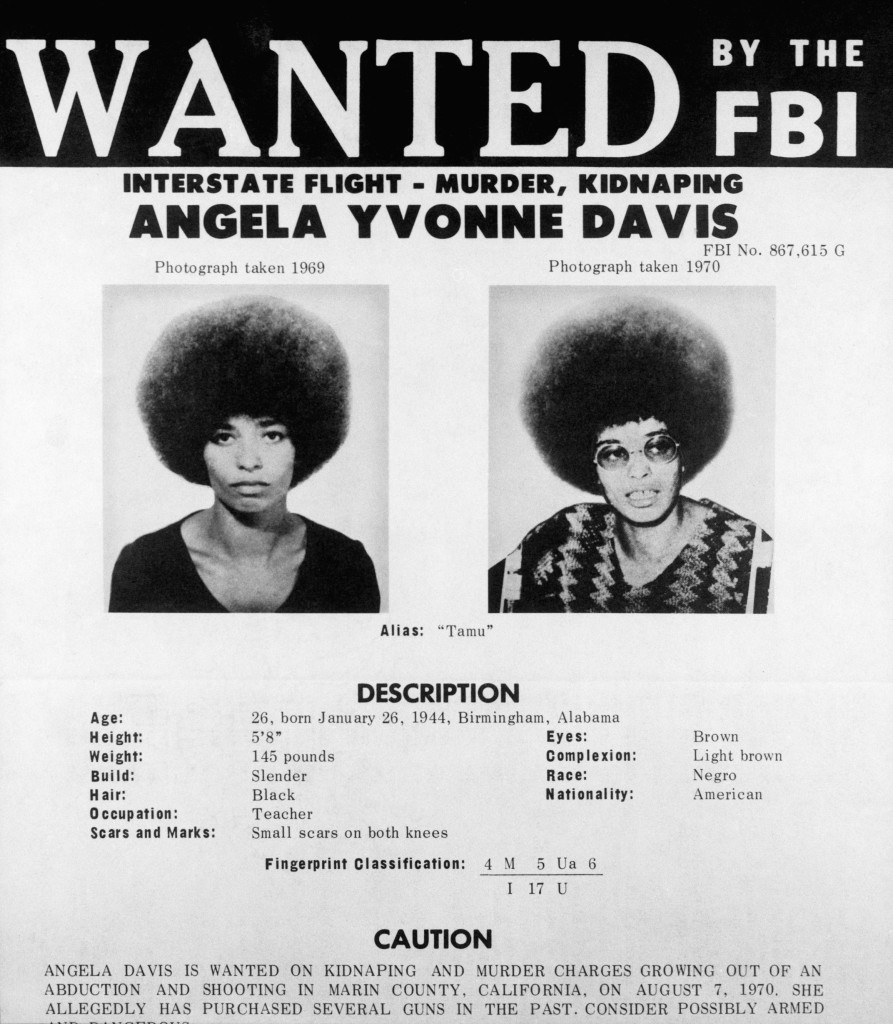 WANTED BY THE FBI
INTERSTATE FLIGHT - MURDER, KIDNAPING
ANGELA YVONNE DAVIS
FBI No. 867,615 G
Photograph taken 1969
Photograph taken 1970
Alias: “Tamu”
DESCRIPTION
Age: 26, born January 26, 1944, Birmingham, Alabama
Height: 5'8" Eyes: Brown
Weight: 145 pounds Complexion: Light brown
Build: Slender Race: Negro
Hair: Black Nationality: American
Occupation: Teacher
Scars and Marks: Small scars on both knees
Fingerprint Classification: 4 M 5 Ua 6
I 17 U
CAUTION
ANGELA DAVIS IS WANTED ON KIDNAPING AND MURDER CHARGES GROWING OUT OF AN
ABDUCTION AND SHOOTING IN MARIN COUNTY, CALIFORNIA, ON AUGUST 7, 1970. SHE
ALLEGEDLY HAS PURCHASED SEVERAL GUNS IN THE PAST. CONSIDER POSSIBLY ARMED
AND DANGEROUS